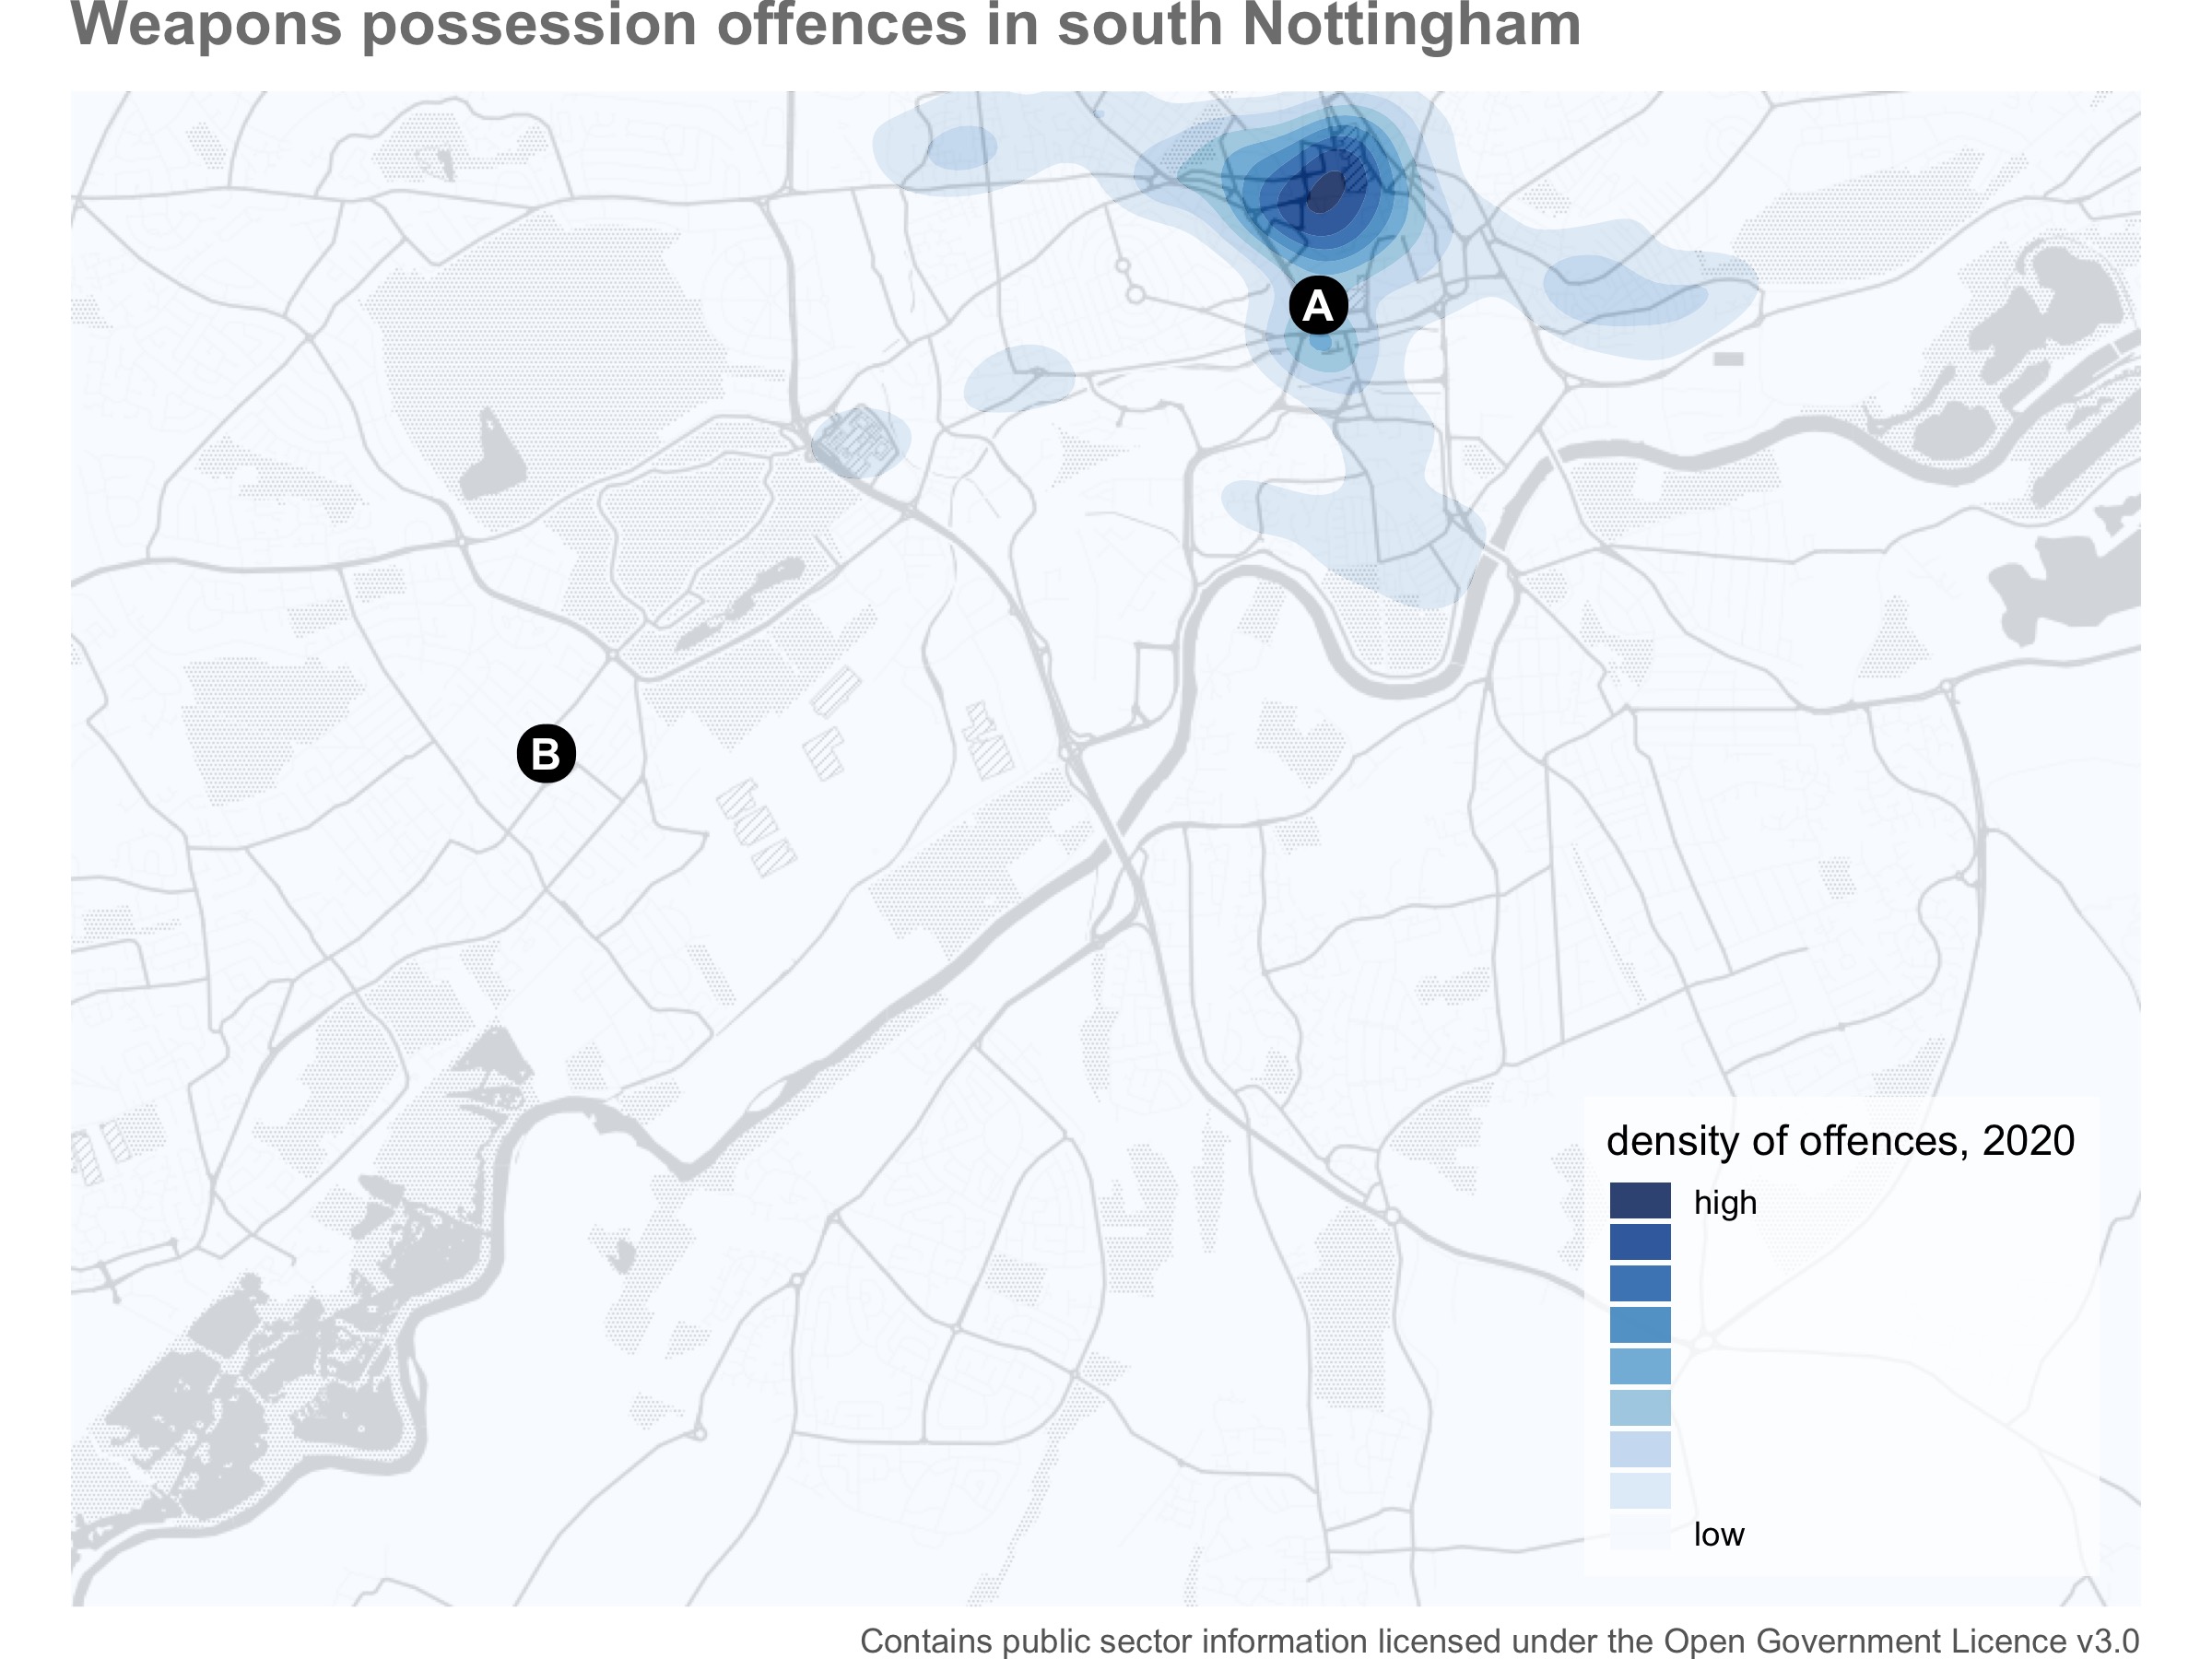 Weapons possession offences in south Nottingham
A
B
density of offences, 2020
high
low
Contains public sector information licensed under the Open Government Licence v3.0